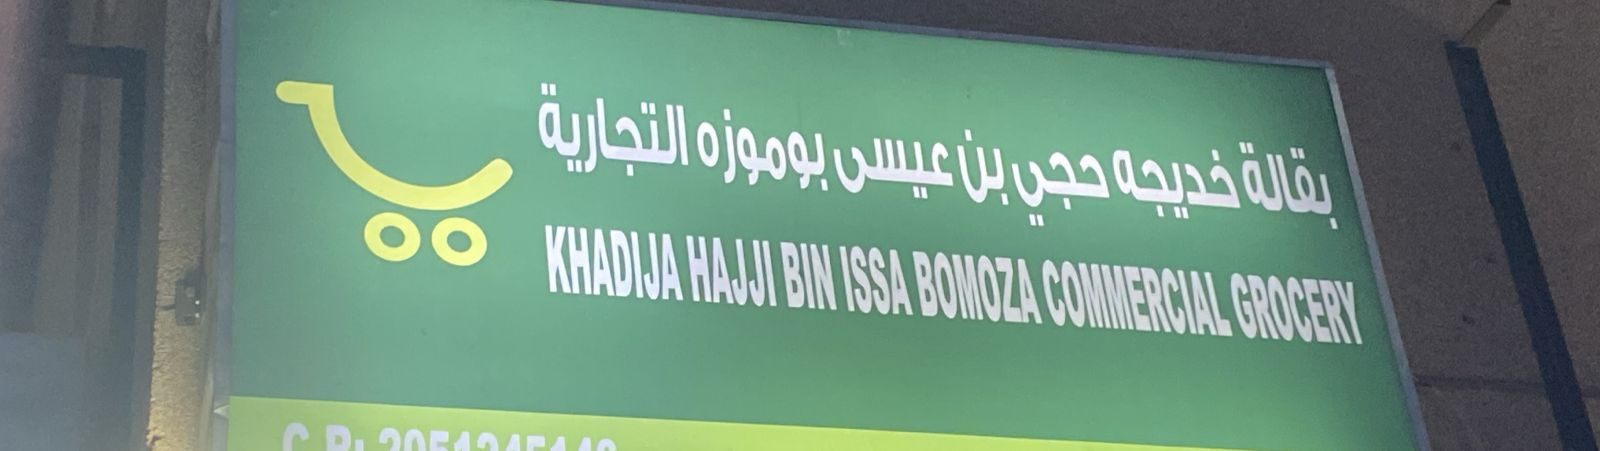 بقالة خديجه حجي بن عيسى بوموزه التجارية
KHADIJA HAJJI BIN ISSA BOMOZA COMMERCIAL GROCERY